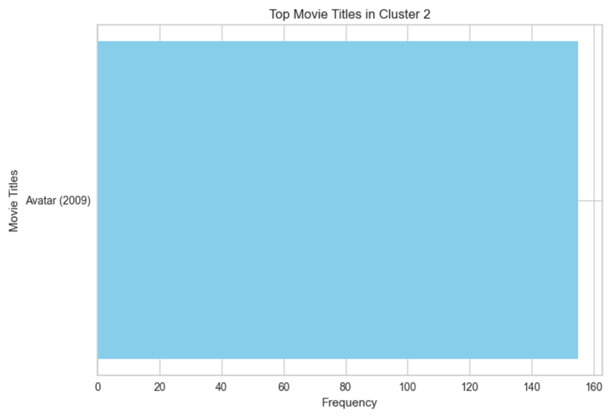 Top Movie Titles in Cluster 2
Movie Titles
Avatar (2009)
0 20 40 60 80 100 120 140 160
Frequency